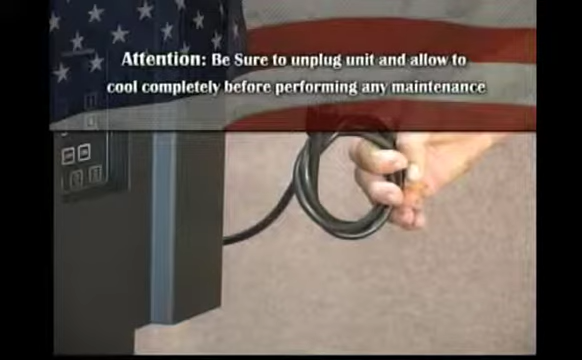 Attention: Be Sure to unplug unit and allow to
cool completely before performing any maintenance